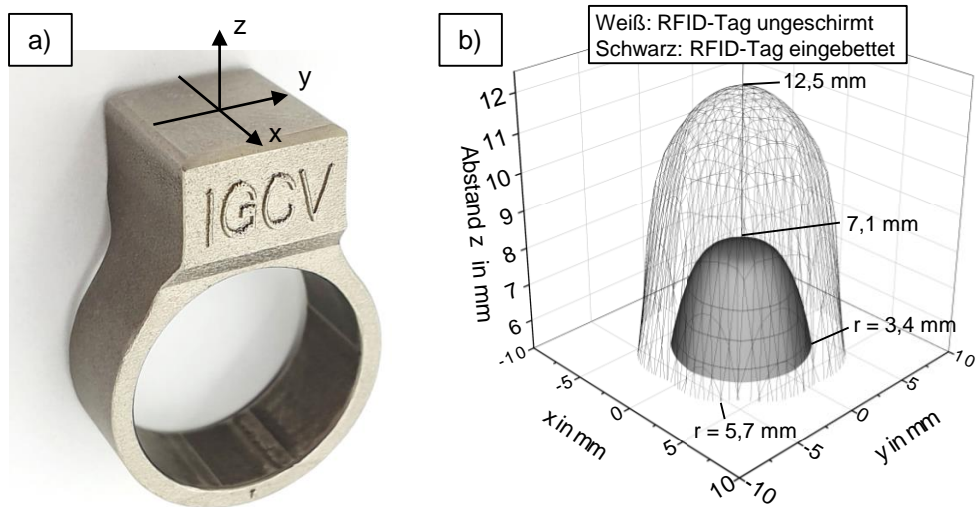 a)
z
y
x
IGCV
b)
Weiß: RFID-Tag ungeschirmt
Schwarz: RFID-Tag eingebettet
12,5 mm
7,1 mm
r = 3,4 mm
r = 5,7 mm
Abstand z in mm
12
11
10
9
8
7
6
x in mm
-10
-5
0
5
10
y in mm
-10
-5
0
5
10